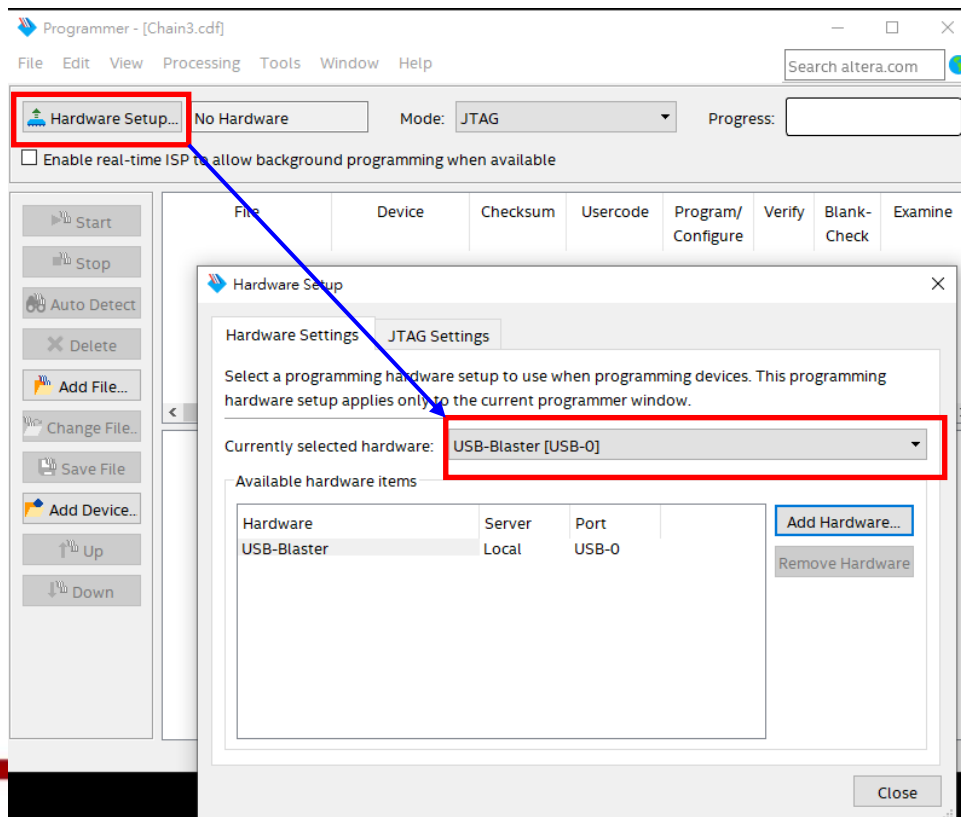 Programmer - [Chain3.cdf]
File Edit View Processing Tools Window Help
Search altera.com
Hardware Setup... No Hardware Mode: JTAG Progress:
Enable real-time ISP to allow background programming when available
File Device Checksum Usercode Program/ Verify Blank- Examine
Configure Check
Start
Stop
Auto Detect
Delete
Add File...
Change File..
Save File
Add Device..
Up
Down
Hardware Setup
Hardware Settings JTAG Settings
Select a programming hardware setup to use when programming devices. This programming
hardware setup applies only to the current programmer window.
Currently selected hardware: USB-Blaster [USB-0]
Available hardware items
Hardware Server Port
USB-Blaster Local USB-0
Add Hardware...
Remove Hardware
Close